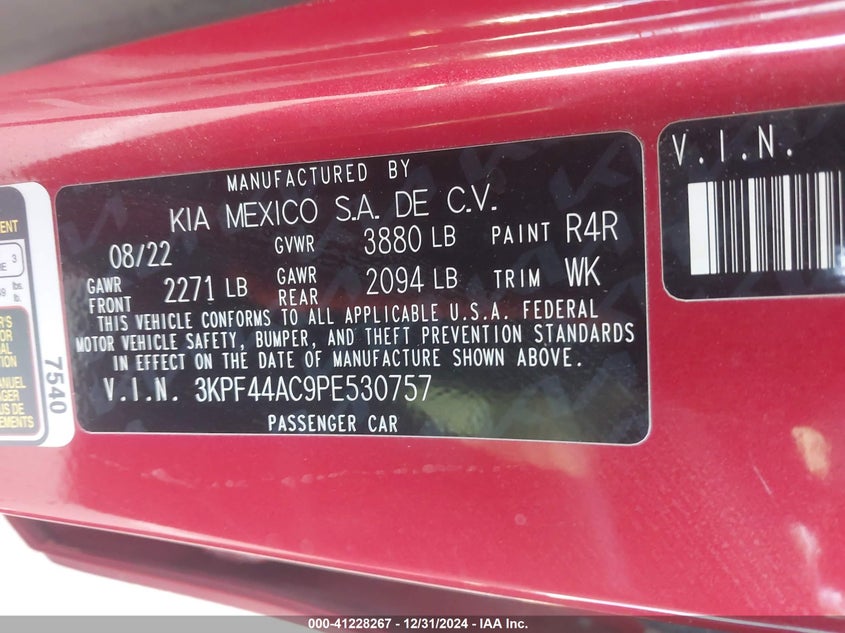 MANUFACTURED BY
KIA MEXICO S.A. DE C.V.
08/22 GVWR 3880 LB PAINT R4R
GAWR FRONT 2271 LB GAWR REAR 2094 LB TRIM WK
THIS VEHICLE CONFORMS TO ALL APPLICABLE U.S.A. FEDERAL
MOTOR VEHICLE SAFETY, BUMPER, AND THEFT PREVENTION STANDARDS
IN EFFECT ON THE DATE OF MANUFACTURE SHOWN ABOVE.
V.I.N. 3KPF44AC9PE530757
PASSENGER CAR
V.I.N.
3
lbs.
7540
000-41228267 - 12/31/2024 - IAA Inc.